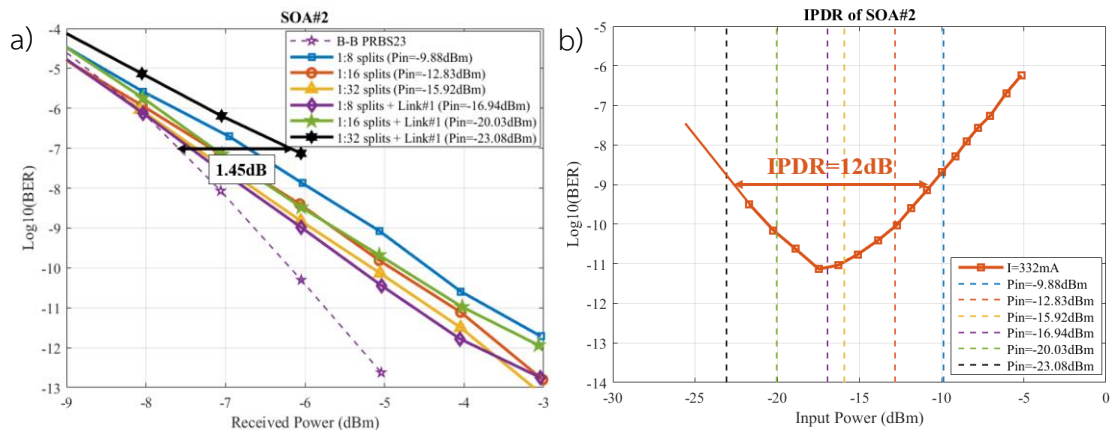 a)
SOA#2
Log10(BER)
-4
-5
-6
-7
-8
-9
-10
-11
-12
-13
-9
-8
-7
-6
-5
-4
-3
Received Power (dBm)
B-B PRBS23
1:8 splits (Pin=-9.88dBm)
1:16 splits (Pin=-12.83dBm)
1:32 splits (Pin=-15.92dBm)
1:8 splits + Link#1 (Pin=-16.94dBm)
1:16 splits + Link#1 (Pin=-20.03dBm)
1:32 splits + Link#1 (Pin=-23.08dBm)
1.45dB
b)
IPDR of SOA#2
Log10(BER)
-5
-6
-7
-8
-9
-10
-11
-12
-13
-14
-30
-25
-20
-15
-10
-5
0
Input Power (dBm)
IPDR=12dB
I=332mA
Pin=-9.88dBm
Pin=-12.83dBm
Pin=-15.92dBm
Pin=-16.94dBm
Pin=-20.03dBm
Pin=-23.08dBm